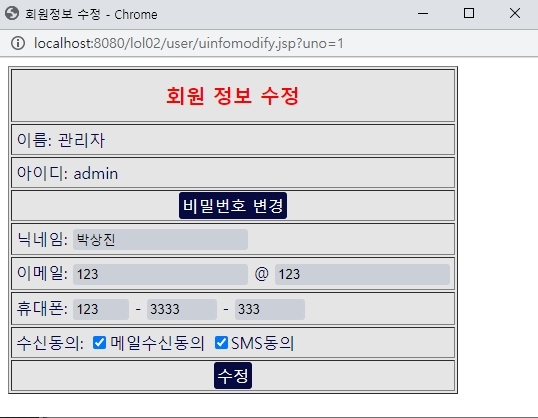 회원정보 수정 - Chrome
localhost:8080/lol02/user/uinfomodify.jsp?uno=1
회원 정보 수정
이름: 관리자
아이디: admin
비밀번호 변경
닉네임: 박상진
이메일: 123 @ 123
휴대폰: 123 - 3333 - 333
수신동의: 메일수신동의 SMS동의
수정